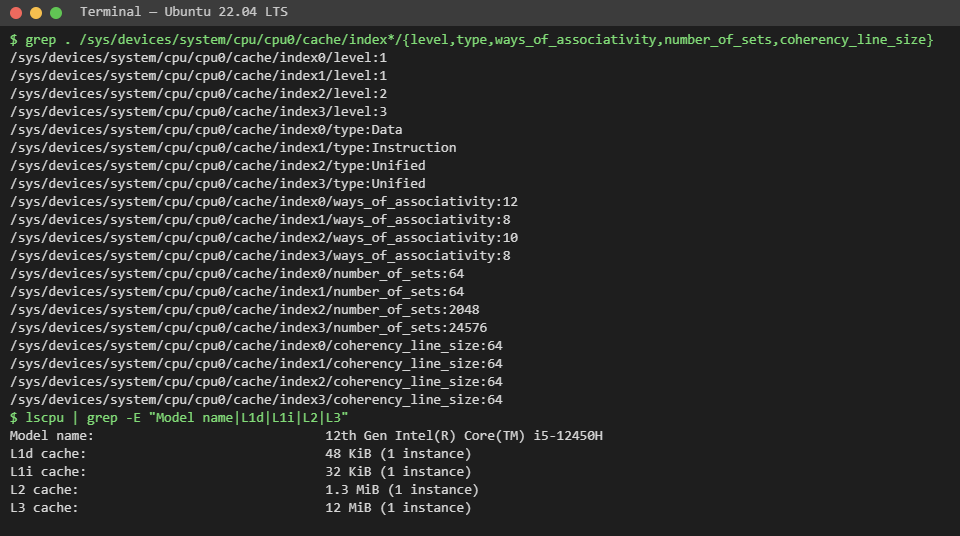 Terminal — Ubuntu 22.04 LTS
$ grep . /sys/devices/system/cpu/cpu0/cache/index*/{level,type,ways_of_associativity,number_of_sets,coherency_line_size}
/sys/devices/system/cpu/cpu0/cache/index0/level:1
/sys/devices/system/cpu/cpu0/cache/index1/level:1
/sys/devices/system/cpu/cpu0/cache/index2/level:2
/sys/devices/system/cpu/cpu0/cache/index3/level:3
/sys/devices/system/cpu/cpu0/cache/index0/type:Data
/sys/devices/system/cpu/cpu0/cache/index1/type:Instruction
/sys/devices/system/cpu/cpu0/cache/index2/type:Unified
/sys/devices/system/cpu/cpu0/cache/index3/type:Unified
/sys/devices/system/cpu/cpu0/cache/index0/ways_of_associativity:12
/sys/devices/system/cpu/cpu0/cache/index1/ways_of_associativity:8
/sys/devices/system/cpu/cpu0/cache/index2/ways_of_associativity:10
/sys/devices/system/cpu/cpu0/cache/index3/ways_of_associativity:8
/sys/devices/system/cpu/cpu0/cache/index0/number_of_sets:64
/sys/devices/system/cpu/cpu0/cache/index1/number_of_sets:64
/sys/devices/system/cpu/cpu0/cache/index2/number_of_sets:2048
/sys/devices/system/cpu/cpu0/cache/index3/number_of_sets:24576
/sys/devices/system/cpu/cpu0/cache/index0/coherency_line_size:64
/sys/devices/system/cpu/cpu0/cache/index1/coherency_line_size:64
/sys/devices/system/cpu/cpu0/cache/index2/coherency_line_size:64
/sys/devices/system/cpu/cpu0/cache/index3/coherency_line_size:64
$ lscpu | grep -E "Model name|L1d|L1i|L2|L3"
Model name: 12th Gen Intel(R) Core(TM) i5-12450H
L1d cache: 48 KiB (1 instance)
L1i cache: 32 KiB (1 instance)
L2 cache: 1.3 MiB (1 instance)
L3 cache: 12 MiB (1 instance)